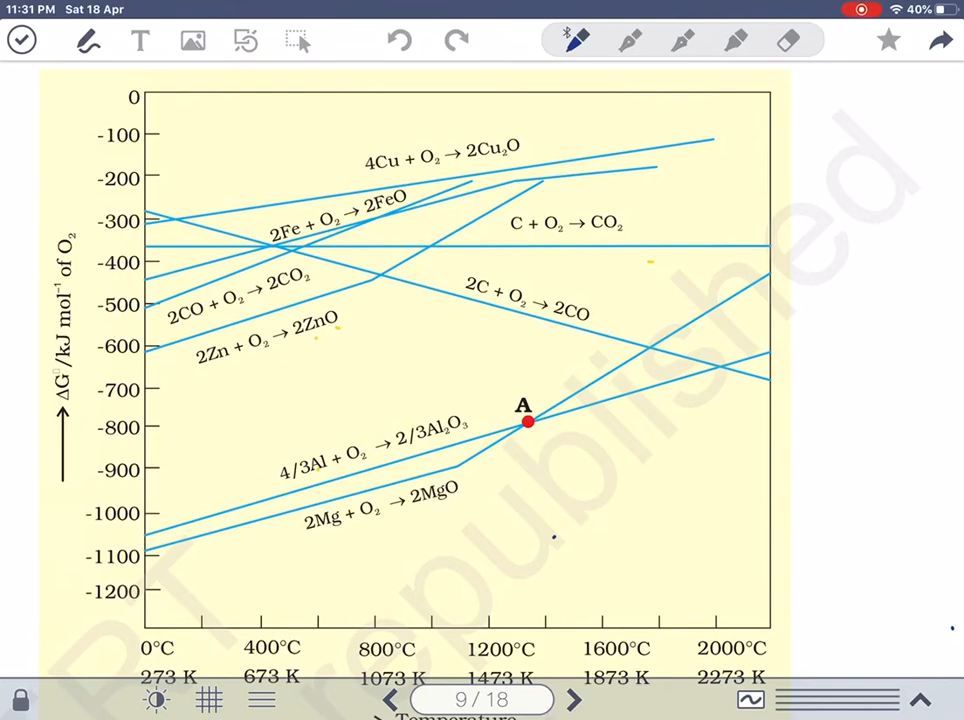 11:31 PM Sat 18 Apr
40%
T
0
-100
-200
-300
-400
-500
-600
-700
-800
-900
-1000
-1100
-1200
ΔG /kJ mol⁻¹ of O₂
4Cu + O₂ → 2Cu₂O
2Fe + O₂ → 2FeO
C + O₂ → CO₂
2CO + O₂ → 2CO₂
2C + O₂ → 2CO
2Zn + O₂ → 2ZnO
A
4/3Al + O₂ → 2/3Al₂O₃
2Mg + O₂ → 2MgO
0°C 400°C 800°C 1200°C 1600°C 2000°C
273 K 673 K 1073 K 1473 K 1873 K 2273 K
9 / 18
Temperature
republished